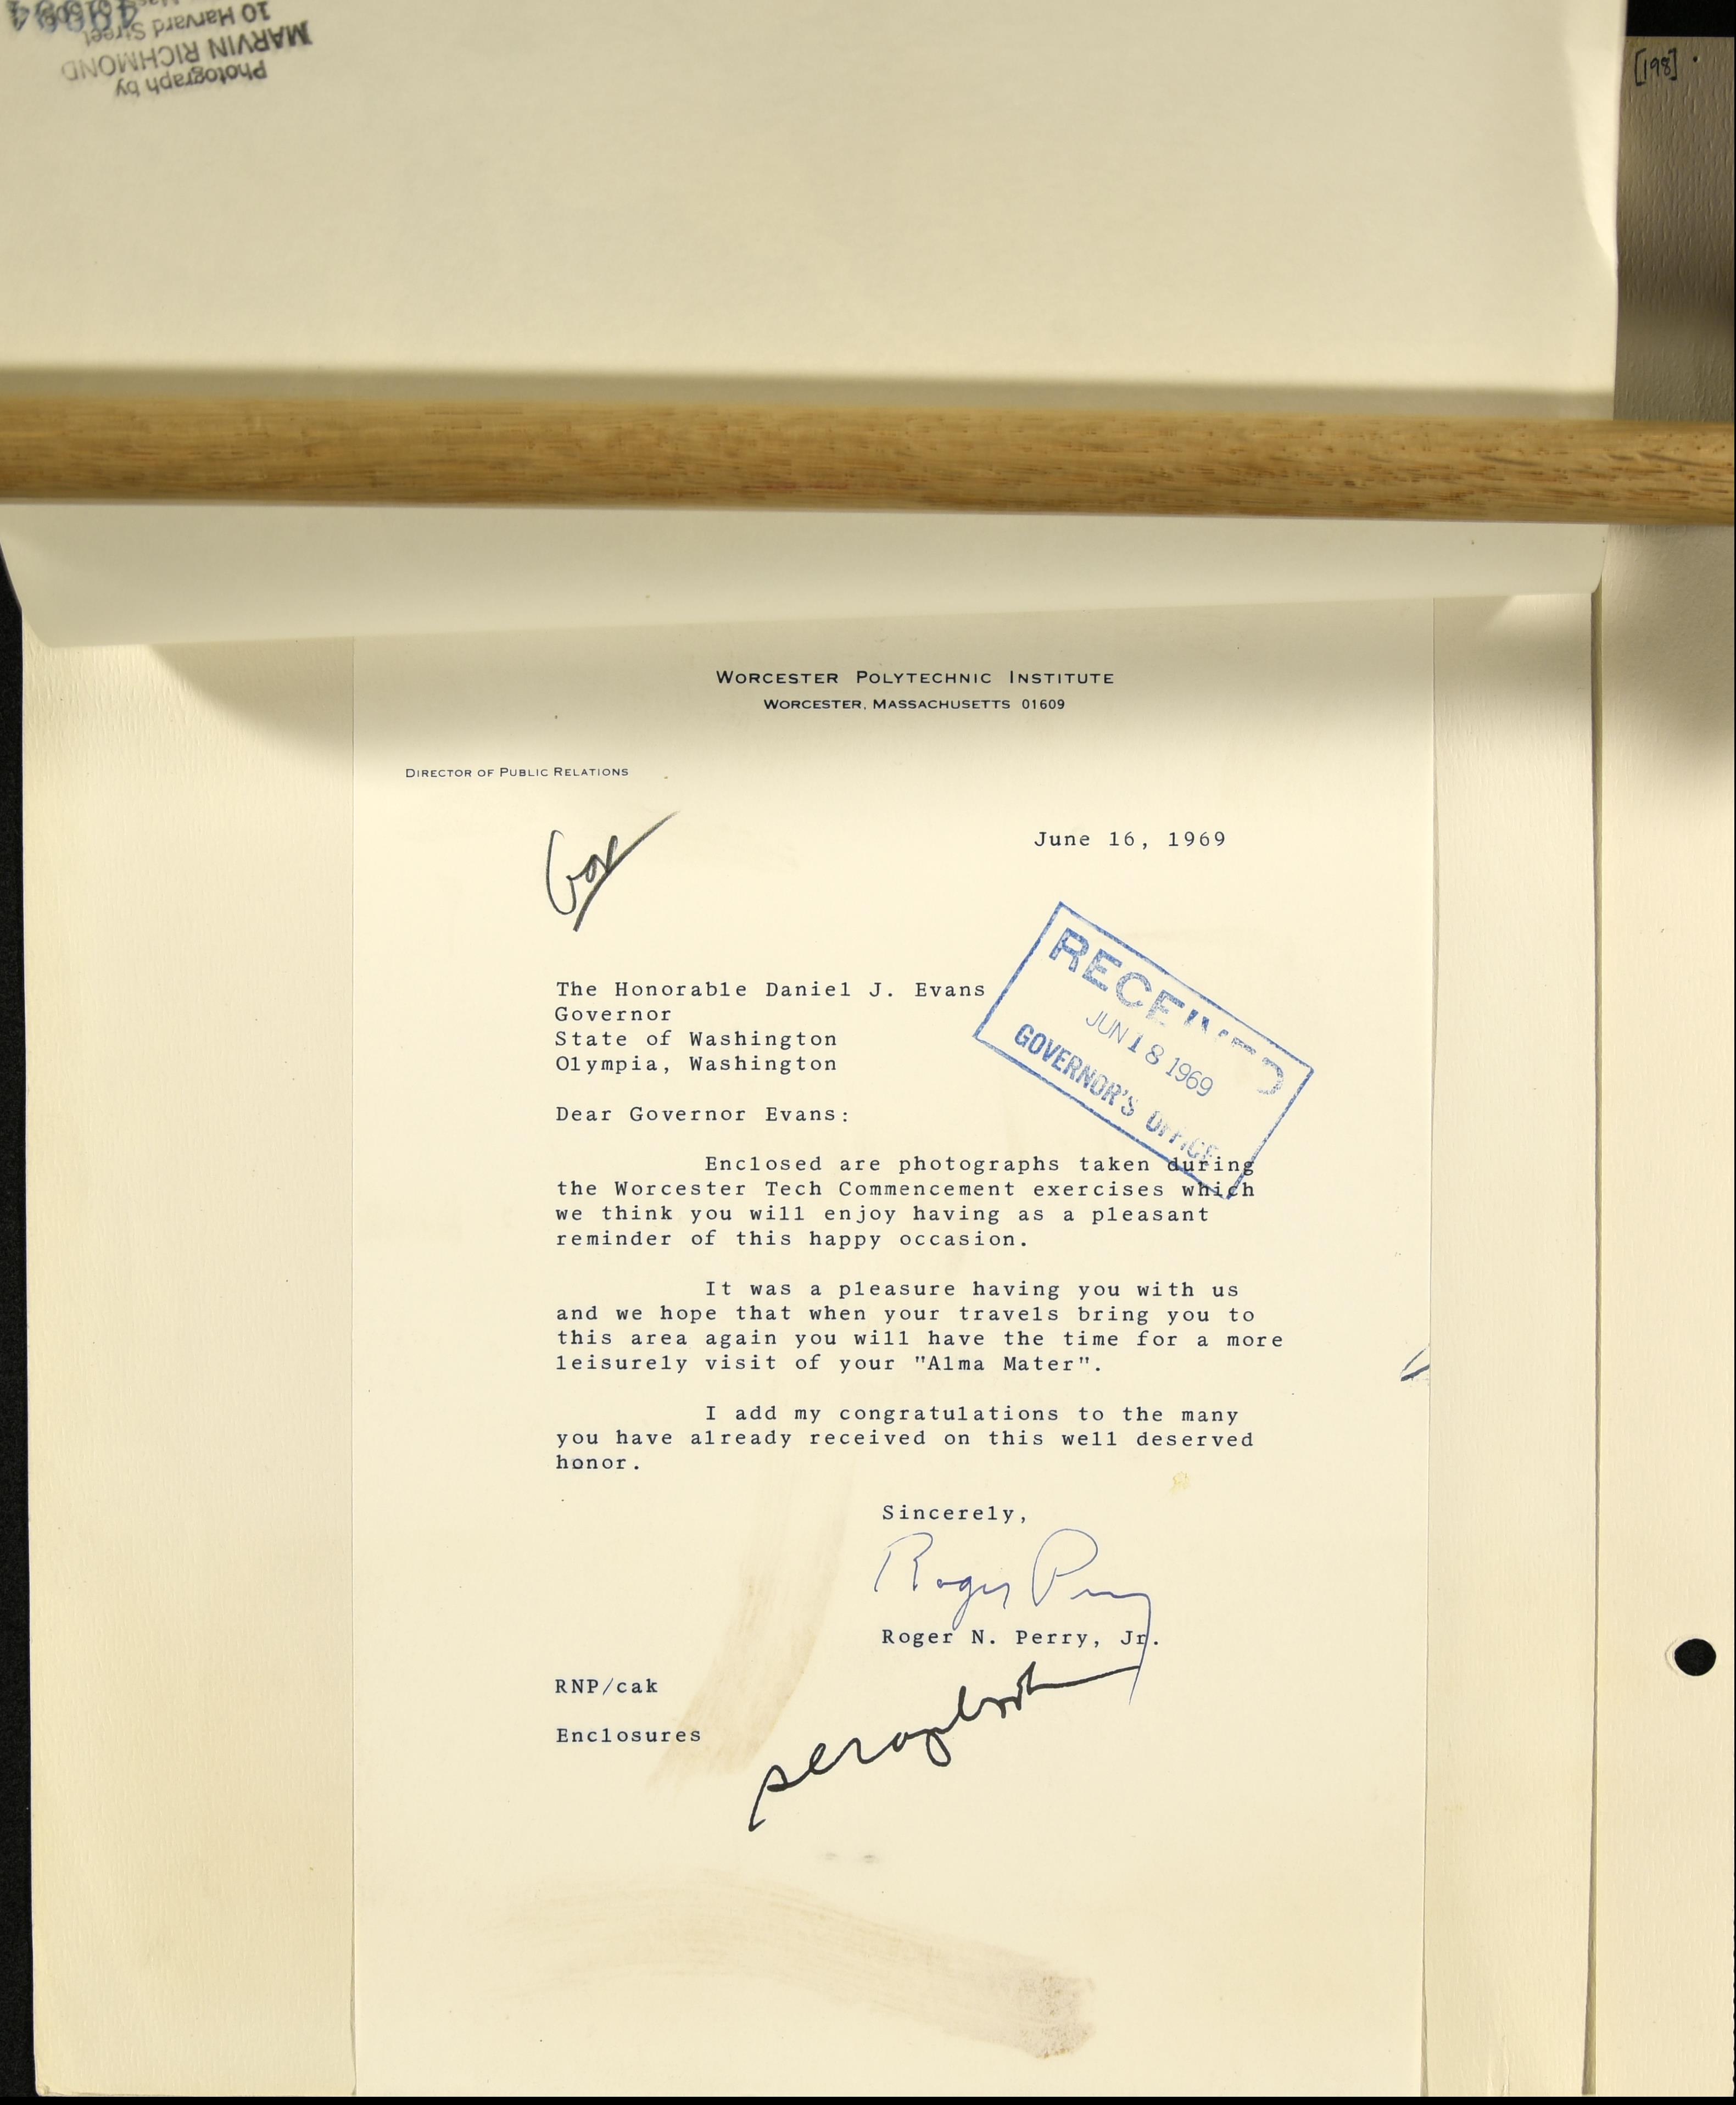 10 Harvard Street
MARVIN RICHMOND
Photograph by
[198]
WORCESTER POLYTECHNIC INSTITUTE
WORCESTER, MASSACHUSETTS 01609
DIRECTOR OF PUBLIC RELATIONS
June 16, 1969
RECEIVED
JUN 18 1969
GOVERNOR'S OFFICE
The Honorable Daniel J. Evans
Governor
State of Washington
Olympia, Washington
Dear Governor Evans:
Enclosed are photographs taken during
the Worcester Tech Commencement exercises which
we think you will enjoy having as a pleasant
reminder of this happy occasion.
It was a pleasure having you with us
and we hope that when your travels bring you to
this area again you will have the time for a more
leisurely visit of your "Alma Mater".
I add my congratulations to the many
you have already received on this well deserved
honor.
Sincerely,
Roger Perry
Roger N. Perry, Jr.
RNP/cak
Enclosures
scrapbook